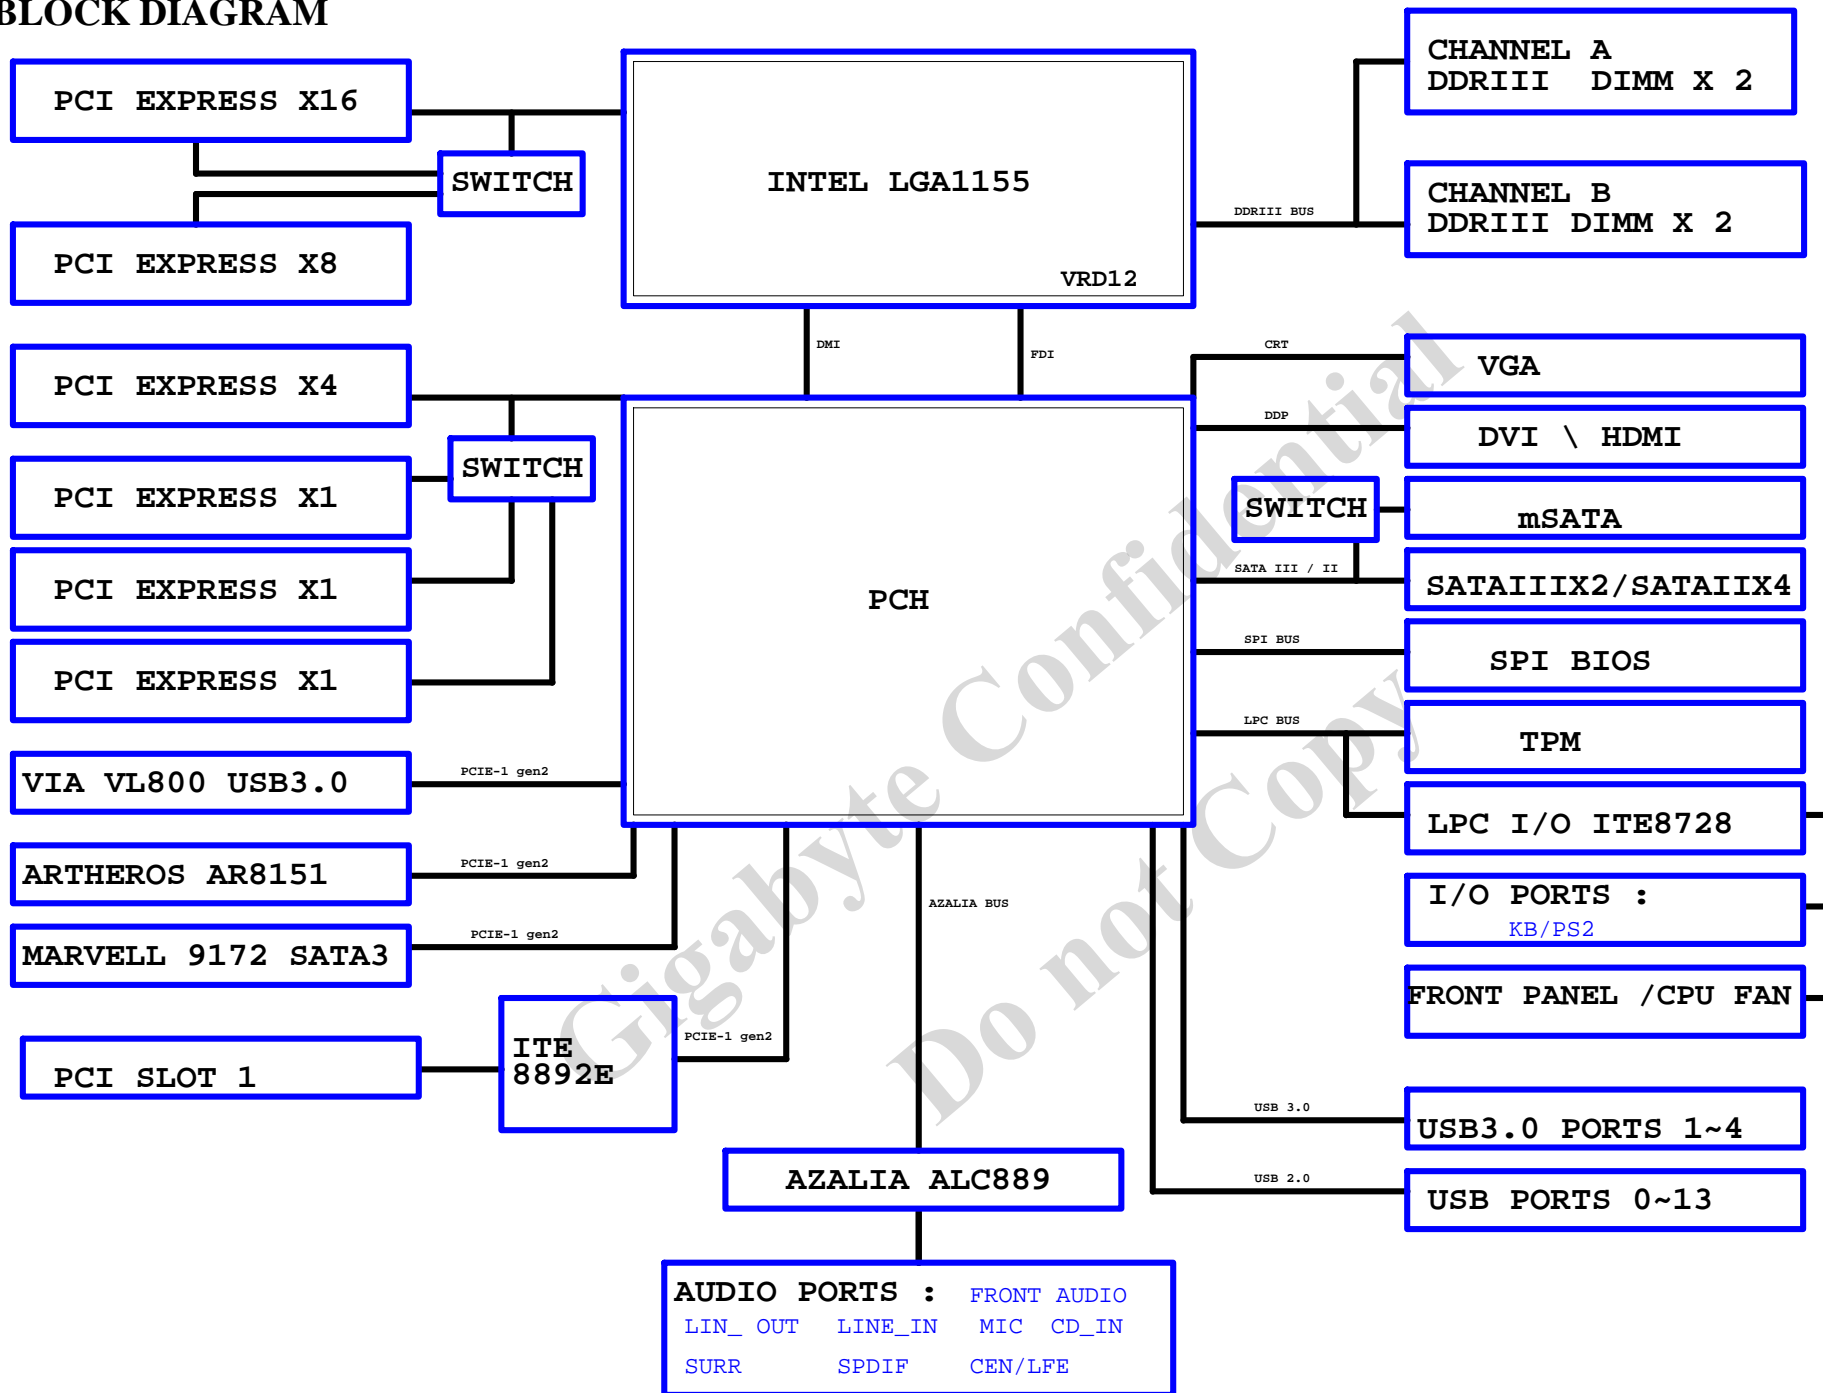 BLOCK DIAGRAM
PCI EXPRESS X16
SWITCH
PCI EXPRESS X8
INTEL LGA1155
VRD12
DDRIII BUS
CHANNEL A
DDRIII DIMM X 2
CHANNEL B
DDRIII DIMM X 2
DMI
FDI
PCI EXPRESS X4
SWITCH
PCI EXPRESS X1
PCI EXPRESS X1
PCI EXPRESS X1
PCH
CRT
VGA
DDP
DVI \ HDMI
SWITCH
mSATA
SATA III / II
SATAIIIX2/SATAIIX4
SPI BUS
SPI BIOS
LPC BUS
TPM
LPC I/O ITE8728
I/O PORTS :
KB/PS2
FRONT PANEL /CPU FAN
VIA VL800 USB3.0
PCIE-1 gen2
ARTHEROS AR8151
PCIE-1 gen2
MARVELL 9172 SATA3
PCIE-1 gen2
PCI SLOT 1
ITE
8892E
PCIE-1 gen2
AZALIA BUS
USB 3.0
USB3.0 PORTS 1~4
USB 2.0
USB PORTS 0~13
AZALIA ALC889
AUDIO PORTS : FRONT AUDIO
LIN_ OUT LINE_IN MIC CD_IN
SURR SPDIF CEN/LFE
Gigabyte Confidential
Do not Copy